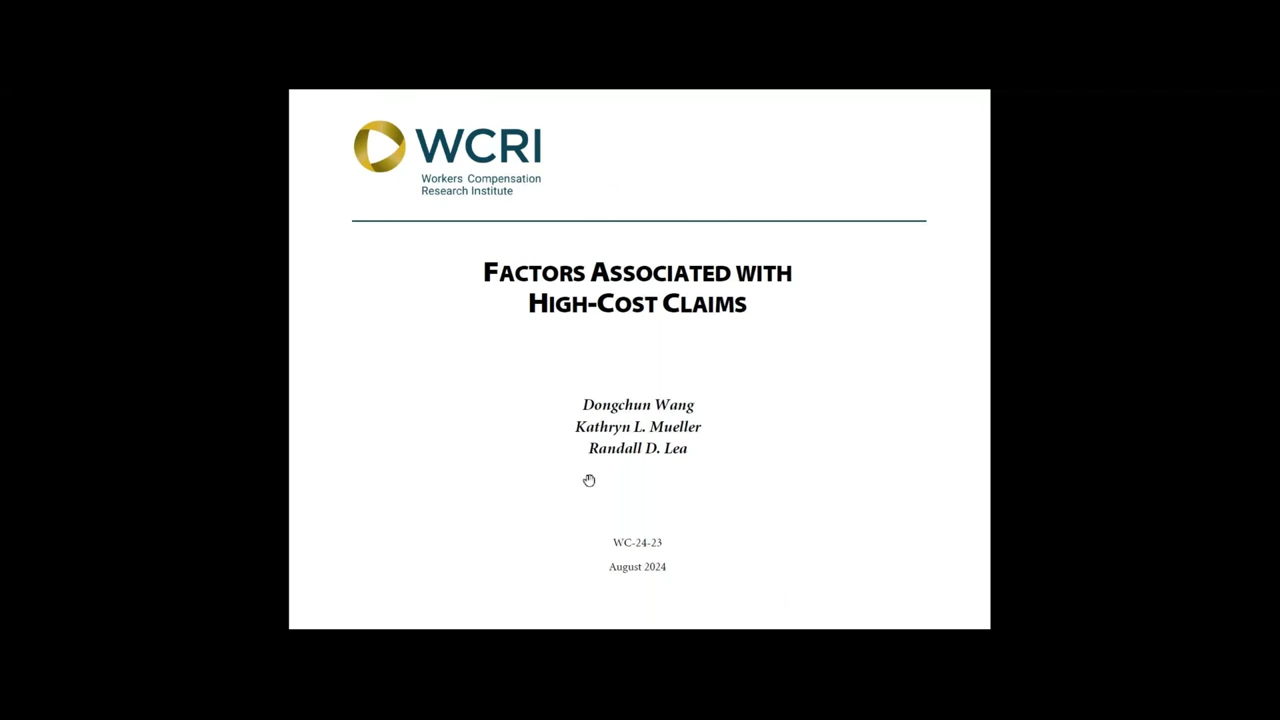 WCRI
Workers Compensation
Research Institute
FACTORS ASSOCIATED WITH
HIGH-COST CLAIMS
Dongchun Wang
Kathryn L. Mueller
Randall D. Lea
WC-24-23
August 2024